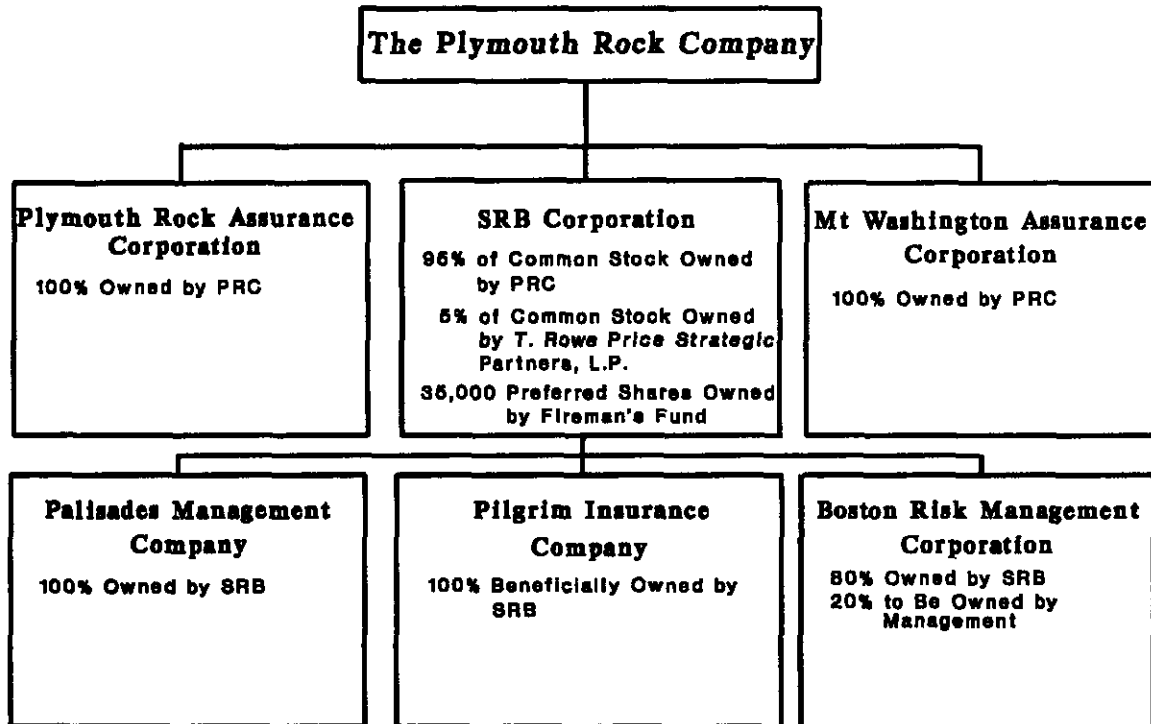 The Plymouth Rock Company
Plymouth Rock Assurance
Corporation
100% Owned by PRC
SRB Corporation
95% of Common Stock Owned
by PRC
5% of Common Stock Owned
by T. Rowe Price Strategic
Partners, L.P.
35,000 Preferred Shares Owned
by Fireman's Fund
Mt Washington Assurance
Corporation
100% Owned by PRC
Palisades Management
Company
100% Owned by SRB
Pilgrim Insurance
Company
100% Beneficially Owned by
SRB
Boston Risk Management
Corporation
80% Owned by SRB
20% to Be Owned by
Management